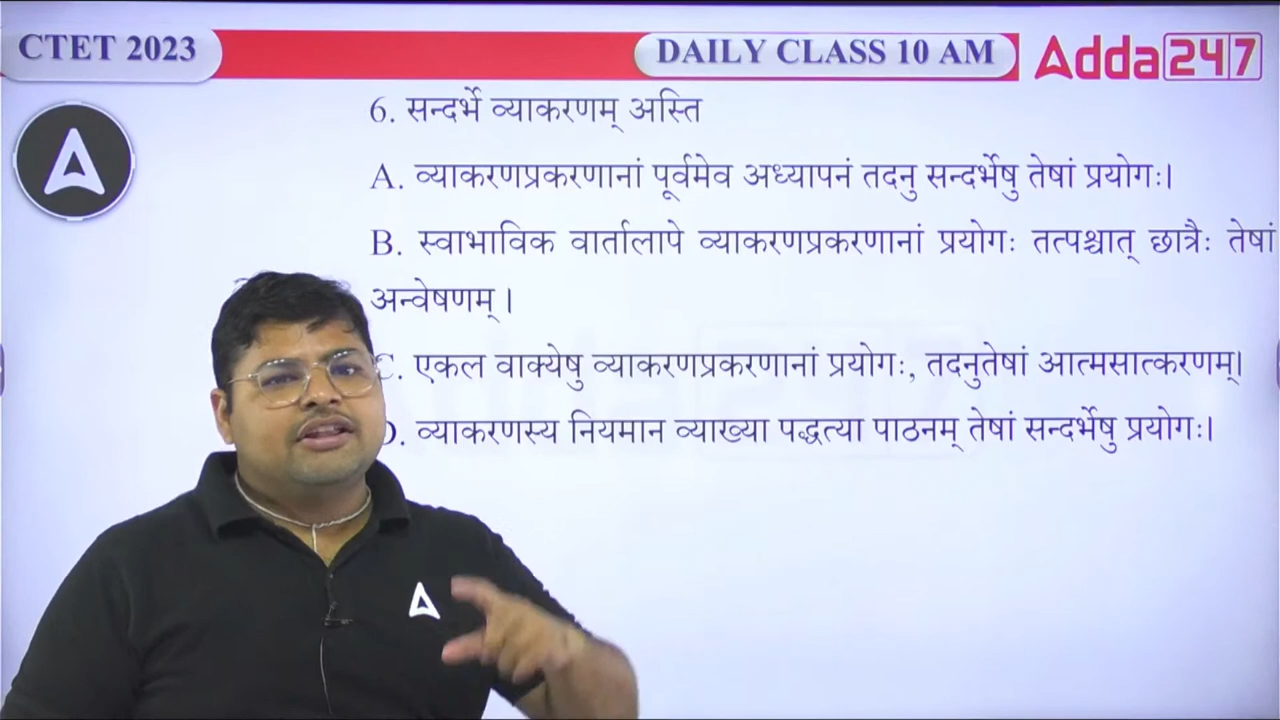 CTET 2023
DAILY CLASS 10 AM
Adda247
6. सन्दर्भे व्याकरणम् अस्ति
A. व्याकरणप्रकरणानां पूर्वमेव अध्यापनं तदनु सन्दर्भेषु तेषां प्रयोगः।
B. स्वाभाविक वार्तालापे व्याकरणप्रकरणानां प्रयोगः तत्पश्चात् छात्रैः तेषां
अन्वेषणम् ।
C. एकल वाक्येषु व्याकरणप्रकरणानां प्रयोगः, तदनुतेषां आत्मसात्करणम्।
D. व्याकरणस्य नियमान व्याख्या पद्धत्या पाठनम् तेषां सन्दर्भेषु प्रयोगः।